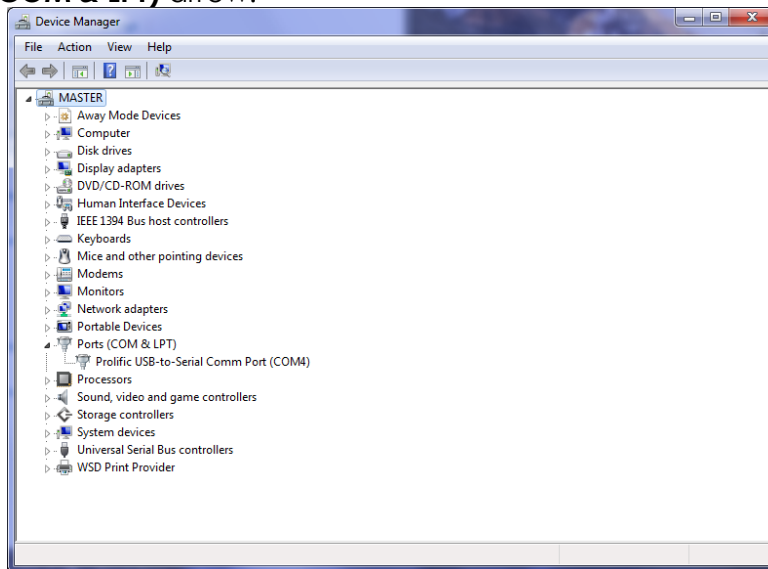 COM & LPT) arrow.
Device Manager
File Action View Help
MASTER
Away Mode Devices
Computer
Disk drives
Display adapters
DVD/CD-ROM drives
Human Interface Devices
IEEE 1394 Bus host controllers
Keyboards
Mice and other pointing devices
Modems
Monitors
Network adapters
Portable Devices
Ports (COM & LPT)
Prolific USB-to-Serial Comm Port (COM4)
Processors
Sound, video and game controllers
Storage controllers
System devices
Universal Serial Bus controllers
WSD Print Provider